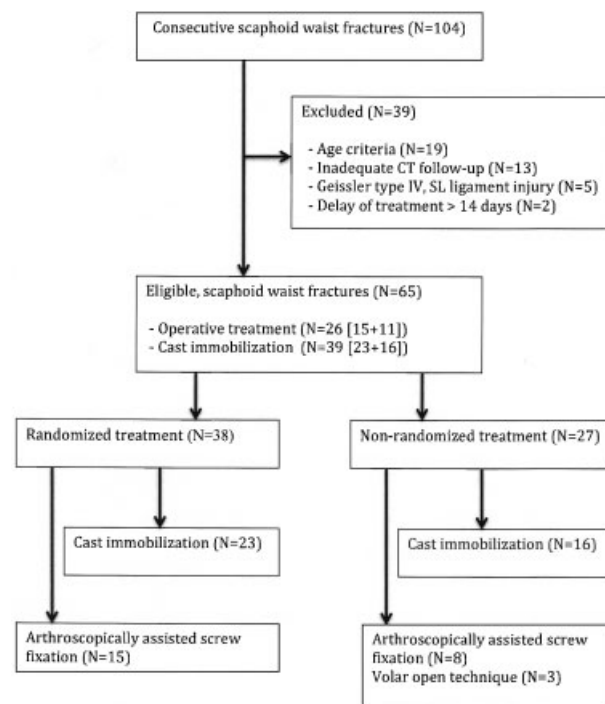 Consecutive scaphoid waist fractures (N=104)
Excluded (N=39)
- Age criteria (N=19)
- Inadequate CT follow-up (N=13)
- Geissler type IV, SL ligament injury (N=5)
- Delay of treatment > 14 days (N=2)
Eligible, scaphoid waist fractures (N=65)
- Operative treatment (N=26 [15+11])
- Cast immobilization (N=39 [23+16])
Randomized treatment (N=38)
Non-randomized treatment (N=27)
Cast immobilization (N=23)
Cast immobilization (N=16)
Arthroscopically assisted screw
fixation (N=15)
Arthroscopically assisted screw
fixation (N=8)
Volar open technique (N=3)